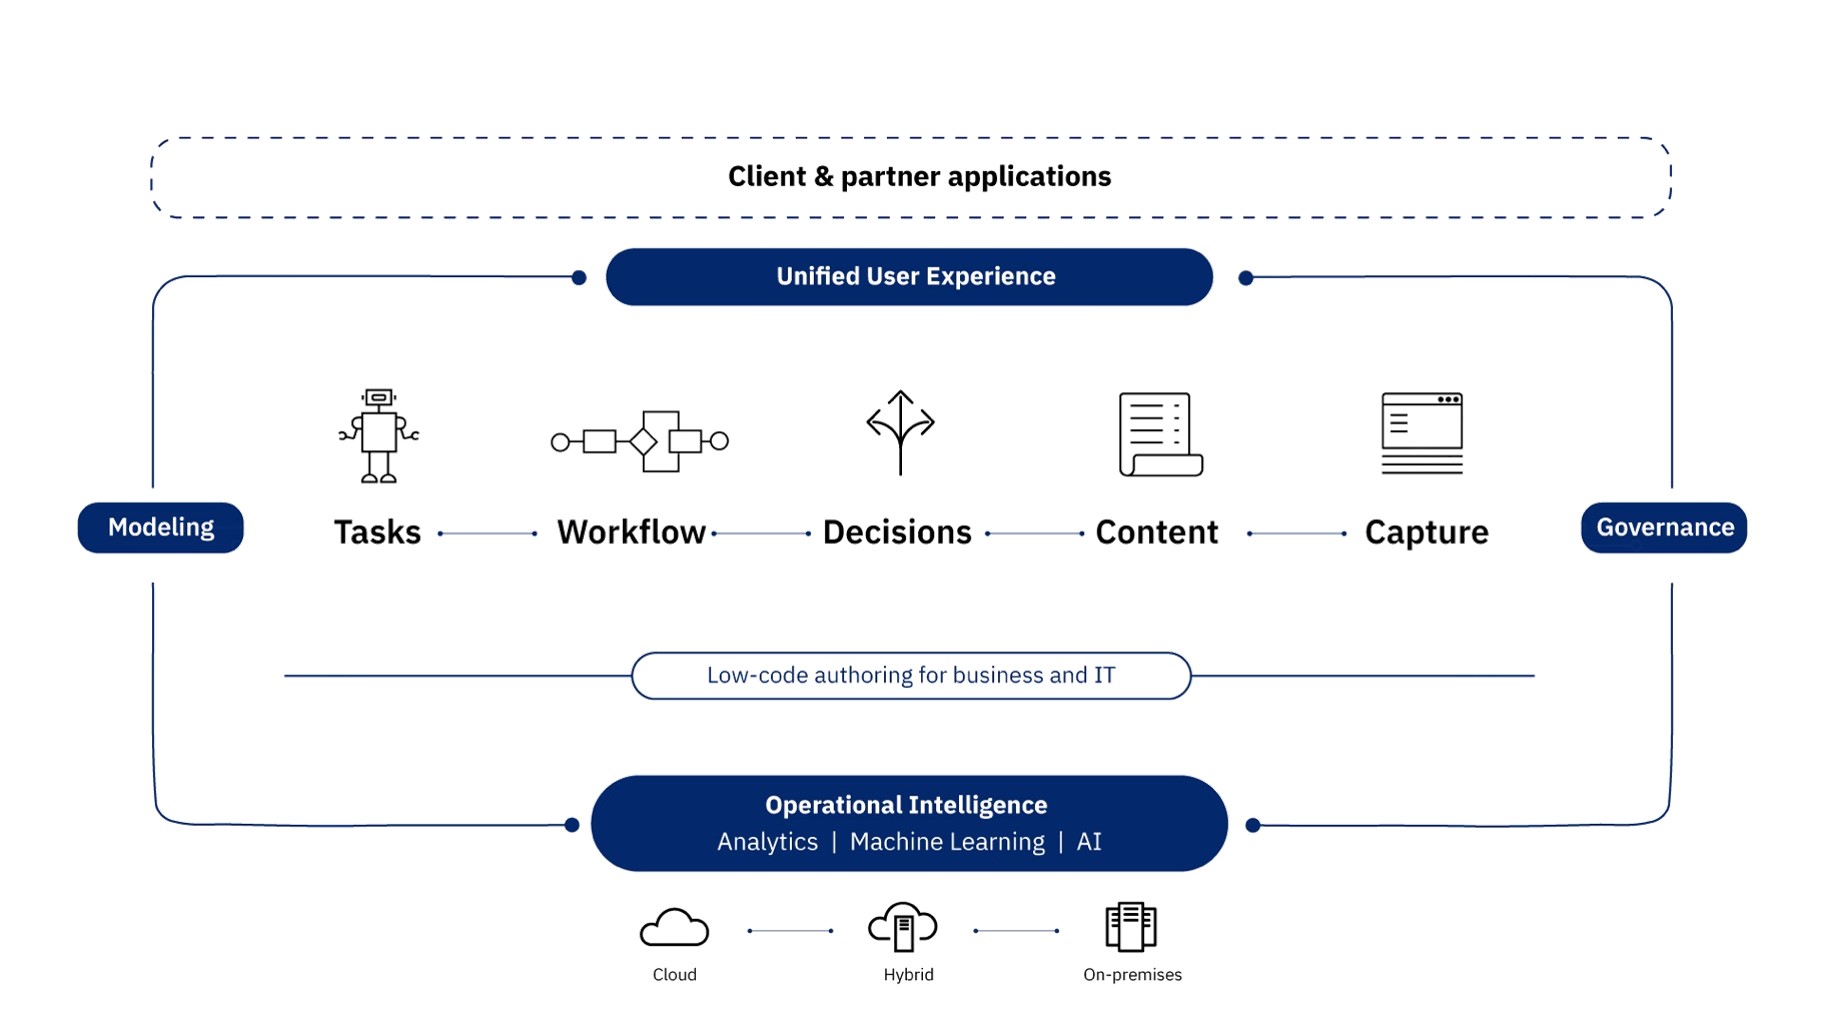 Client & partner applications
Unified User Experience
Modeling
Tasks
Workflow
Decisions
Content
Capture
Governance
Low-code authoring for business and IT
Operational Intelligence
Analytics | Machine Learning | AI
Cloud
Hybrid
On-premises